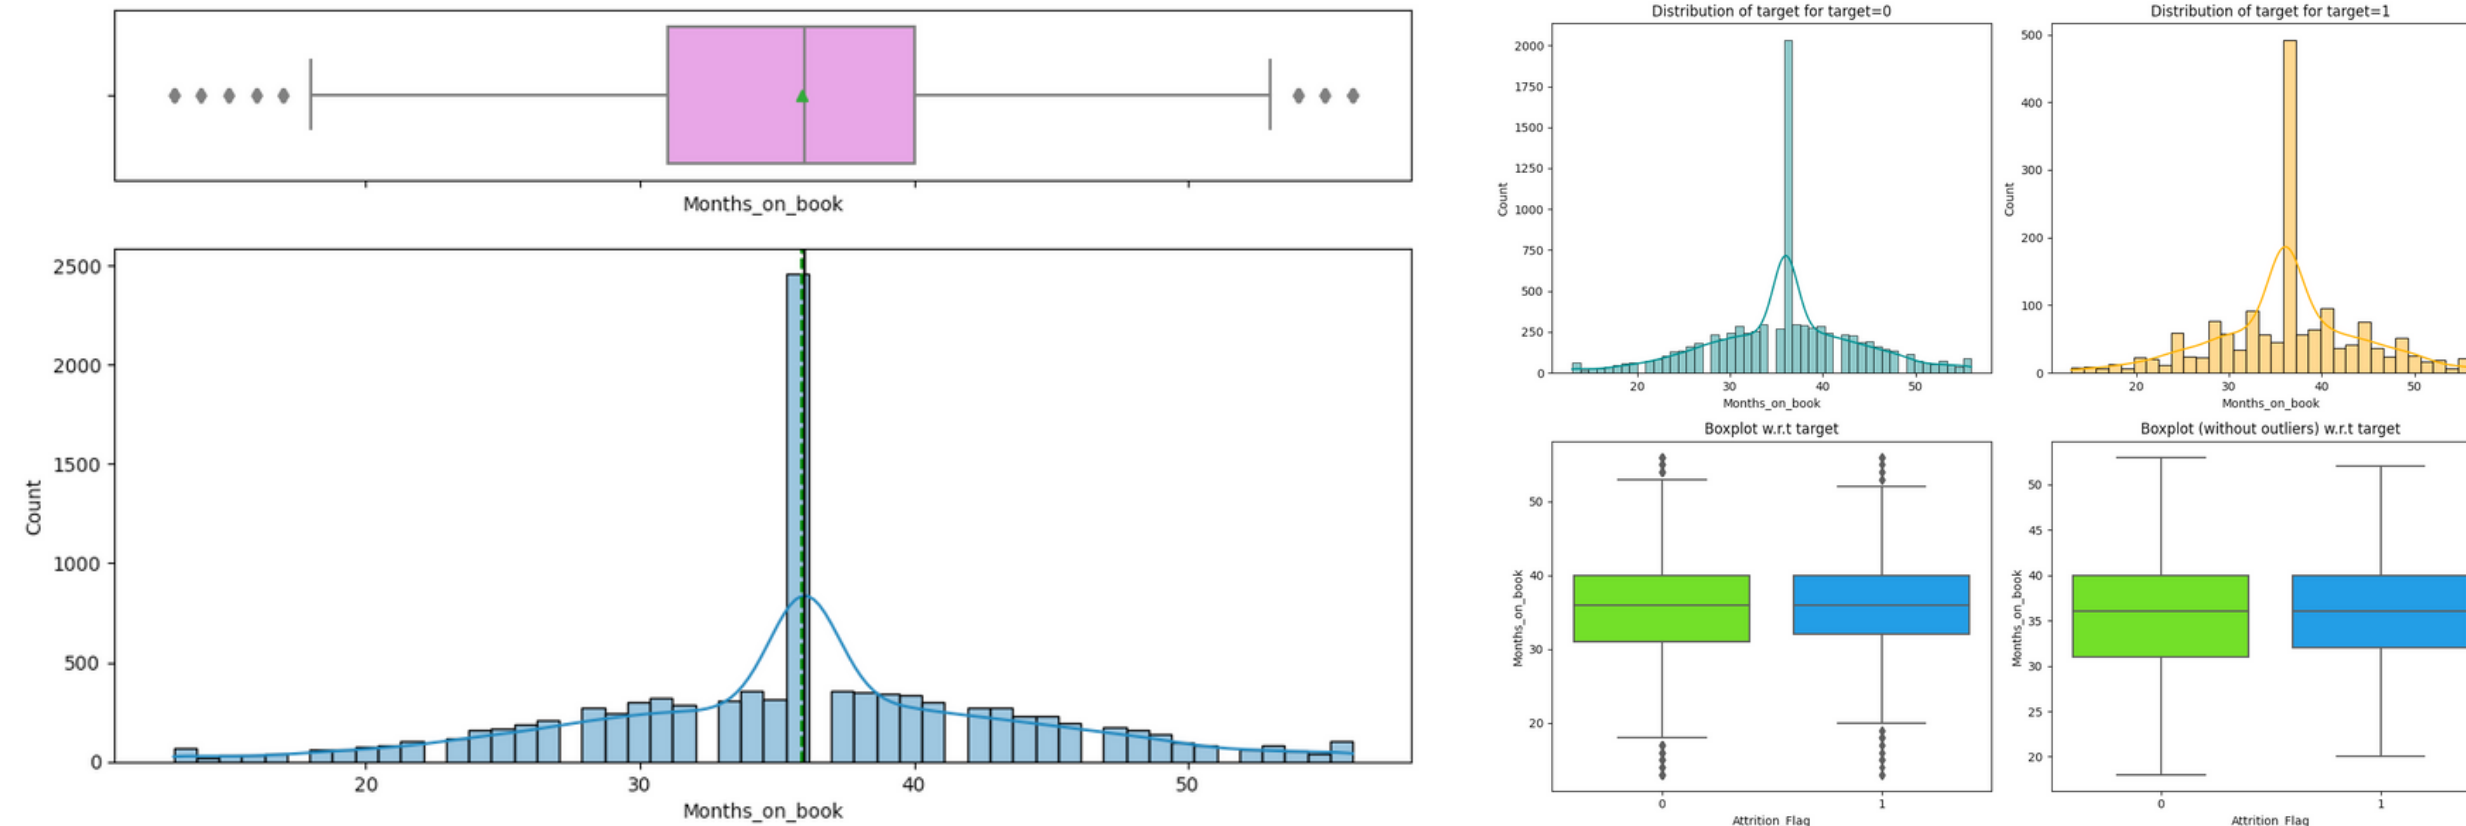 Months_on_book
2500
2000
1500
1000
500
0
Count
20 30 40 50
Months_on_book
Distribution of target for target=0
2000
1750
1500
1250
1000
750
500
250
0
Count
20 30 40 50
Months_on_book
Distribution of target for target=1
500
400
300
200
100
0
Count
20 30 40 50
Months_on_book
Boxplot w.r.t target
50
40
30
20
Months_on_book
0 1
Attrition_Flag
Boxplot (without outliers) w.r.t target
50
45
40
35
30
25
20
Months_on_book
0 1
Attrition_Flag